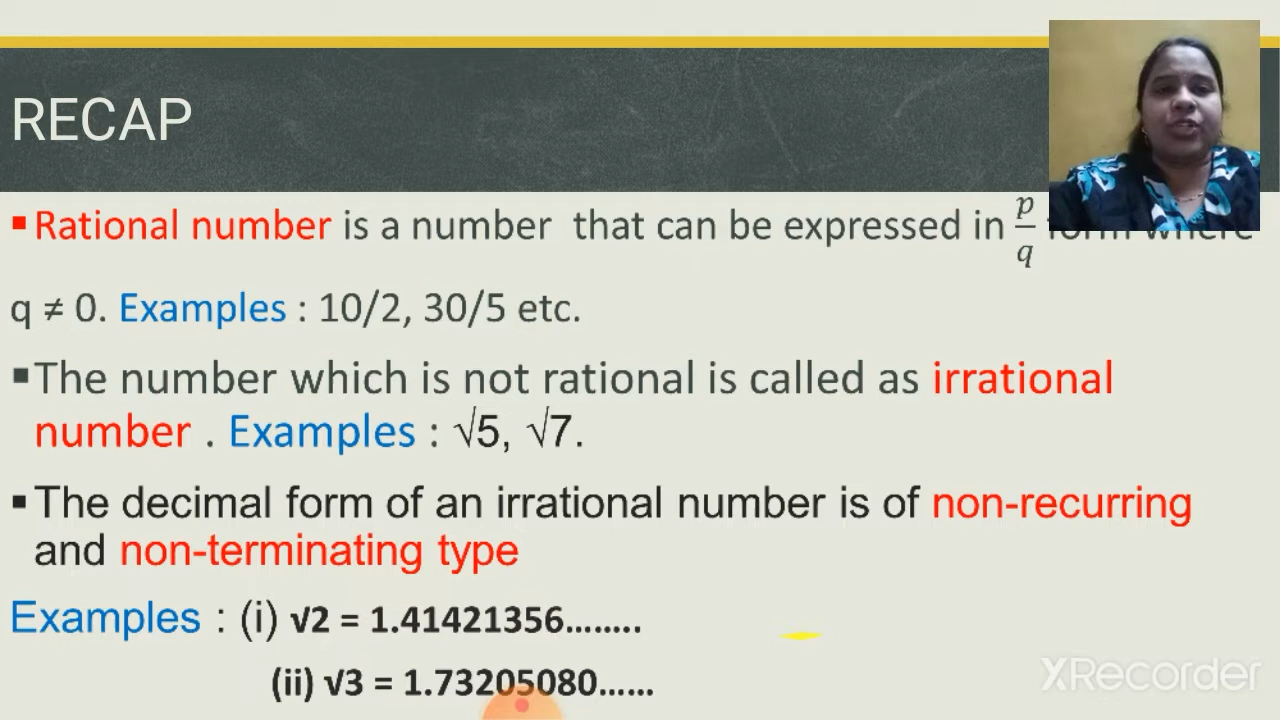 RECAP
▪Rational number is a number that can be expressed in p/q form where
q ≠ 0. Examples : 10/2, 30/5 etc.
▪The number which is not rational is called as irrational
number . Examples : √5, √7.
▪The decimal form of an irrational number is of non-recurring
and non-terminating type
Examples : (i) √2 = 1.41421356……..
(ii) √3 = 1.73205080……
XRecorder